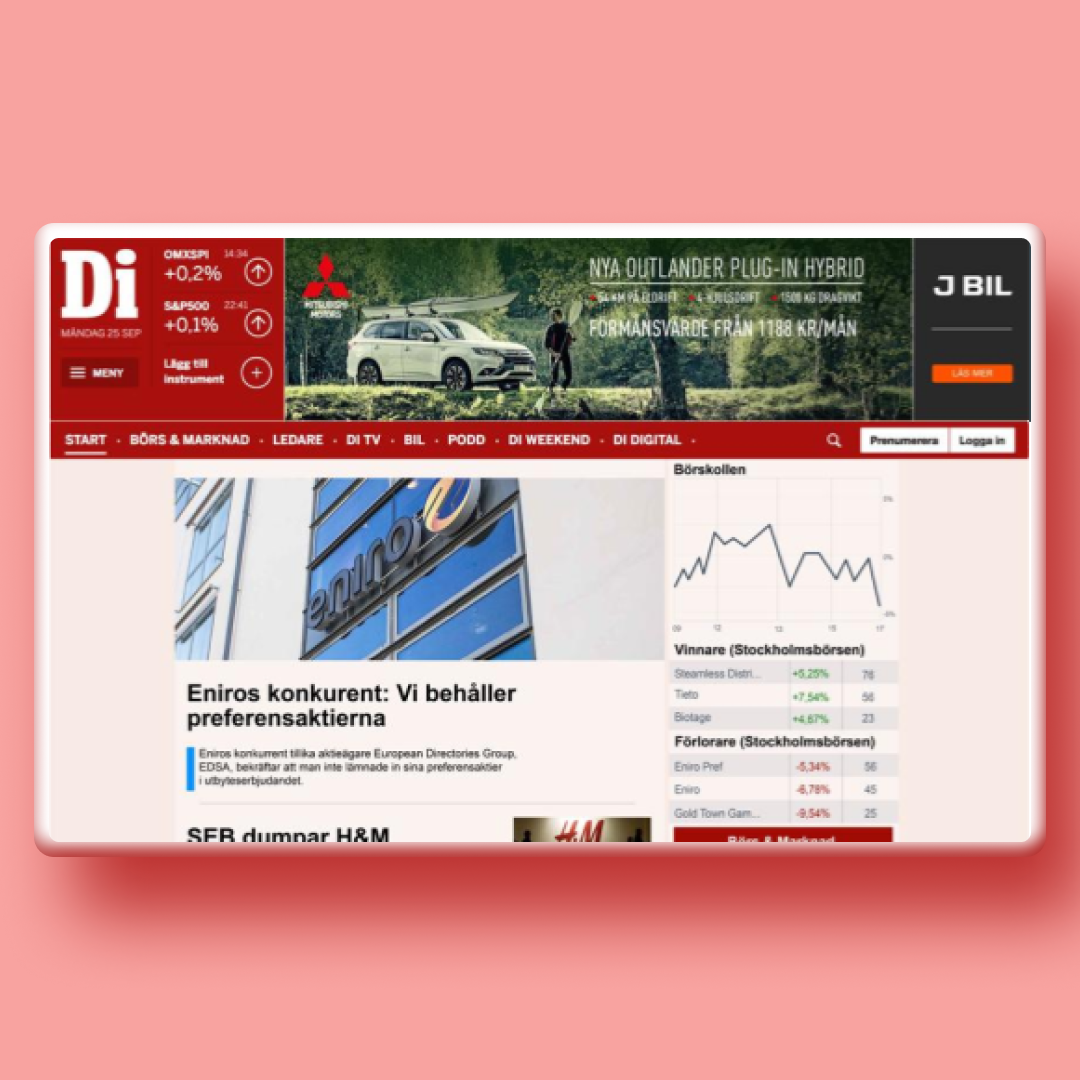 Di
MÅNDAG 25 SEP
MENY
OMXSPI 14:34
+0,2%
S&P500 22:41
+0,1%
Lägg till
instrument
MITSUBISHI
MOTORS
NYA OUTLANDER PLUG-IN HYBRID
54 KM PÅ ELDRIFT 4-HJULSDRIFT 1500 KG DRAGVIKT
FÖRMÅNSVÄRDE FRÅN 1188 KR/MÅN
J BIL
LÄS MER
START • BÖRS & MARKNAD • LEDARE • DI TV • BIL • PODD • DI WEEKEND • DI DIGITAL •
Prenumerera Logga in
eniro
Eniros konkurent: Vi behåller
preferensaktierna
Eniros konkurrent tillika aktieägare European Directories Group,
EDSA, bekräftar att man inte lämnade in sina preferensaktier
i utbyteserbjudandet.
SEB dumpar H&M
H&M
Börskollen
0%
09 12 15 17
Vinnare (Stockholmsbörsen)
Steamless Distri... +5,25% 76
Tieto +7,54% 56
Biotage +4,67% 23
Förlorare (Stockholmsbörsen)
Eniro Pref -5,34% 56
Eniro -6,78% 45
Gold Town Gam... -9,54% 25
Börs & Marknad